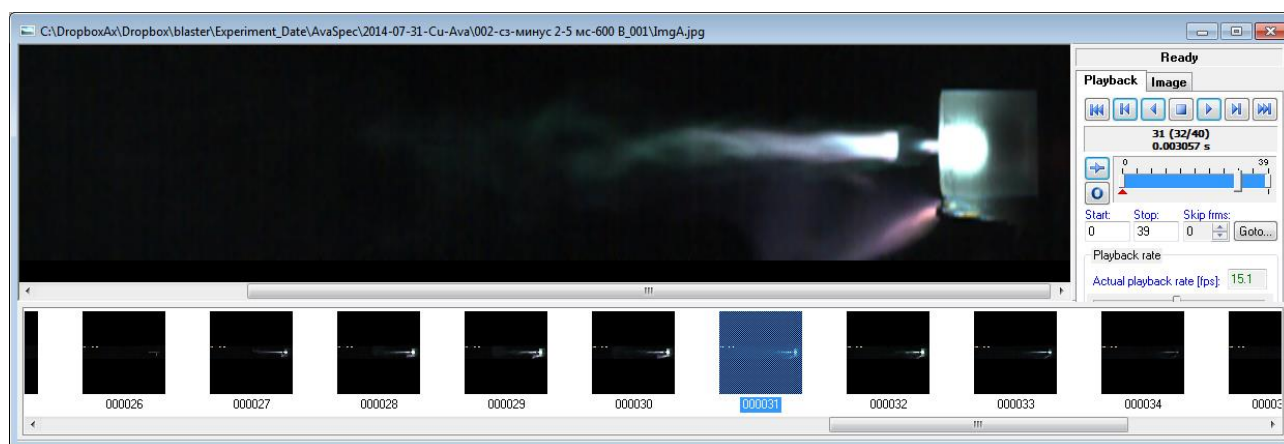 C:\DropboxAx\Dropbox\blaster\Experiment_Date\AvaSpec\2014-07-31-Cu-Ava\002-сз-минус 2-5 мс-600 В_001\ImgA.jpg
Ready
Playback Image
31 (32/40)
0.003057 s
0 39
Start: Stop: Skip frms:
0 39 0 Goto...
Playback rate
Actual playback rate [fps]: 15.1
000026 000027 000028 000029 000030 000031 000032 000033 000034